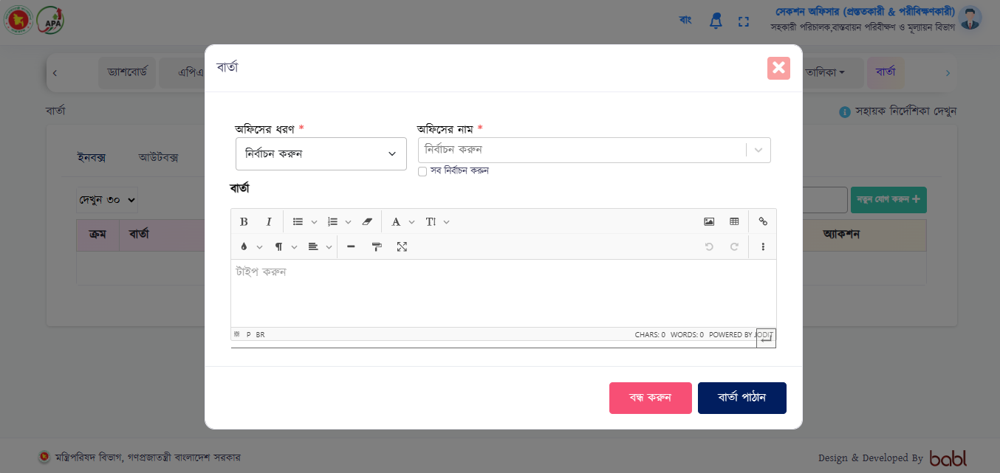 APA
বাং
সেকশন অফিসার (প্রস্ততকারী & পরীবিক্ষণকারী)
সহকারী পরিচালক,বাস্তবায়ন পরিবীক্ষণ ও মূল্যায়ন বিভাগ
ড্যাশবোর্ড
এপিএ
তালিকা
বার্তা
বার্তা
সহায়ক নির্দেশিকা দেখুন
ইনবক্স
আউটবক্স
দেখুন ৩০
নতুন যোগ করুন
ক্রম
বার্তা
অ্যাকশন
বার্তা
অফিসের ধরণ *
অফিসের নাম *
নির্বাচন করুন
নির্বাচন করুন
সব নির্বাচন করুন
বার্তা
টাইপ করুন
P BR
CHARS: 0 WORDS: 0 POWERED BY JODIT
বন্ধ করুন
বার্তা পাঠান
মন্ত্রিপরিষদ বিভাগ, গণপ্রজাতন্ত্রী বাংলাদেশ সরকার
Design & Developed By babl